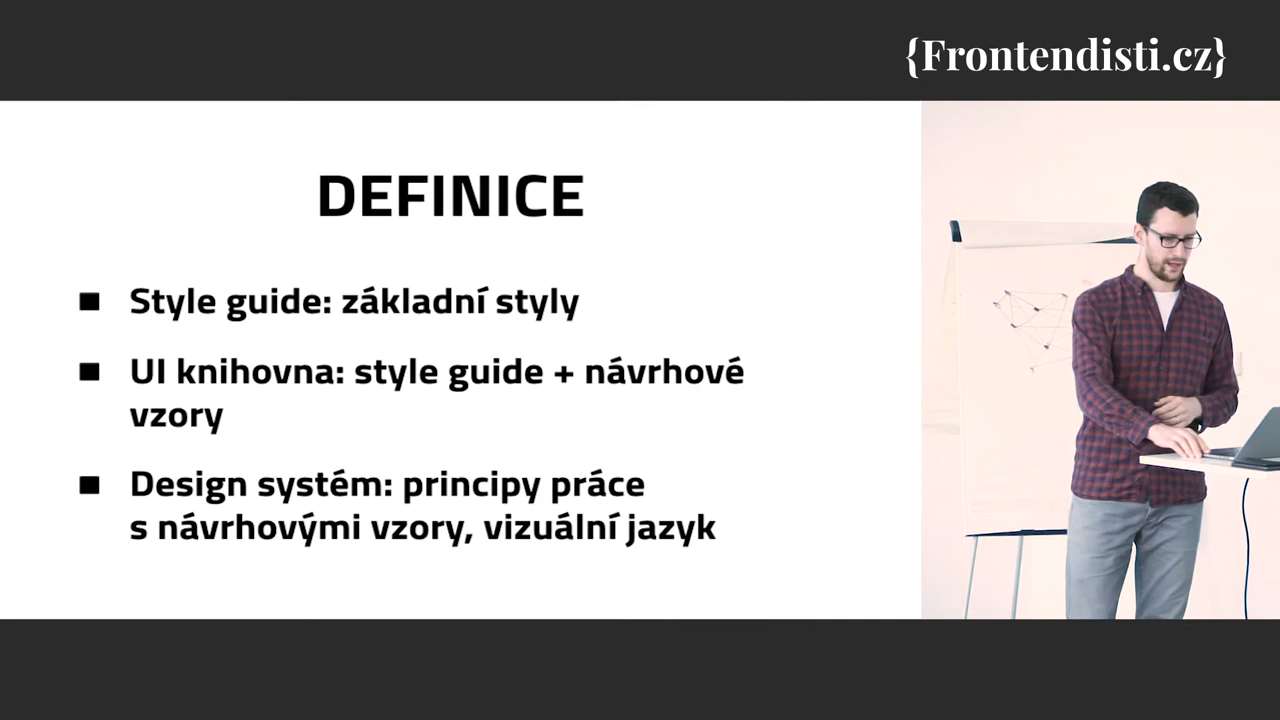 {Frontendisti.cz}
DEFINICE
Style guide: základní styly
UI knihovna: style guide + návrhové
vzory
Design systém: principy práce
s návrhovými vzory, vizuální jazyk